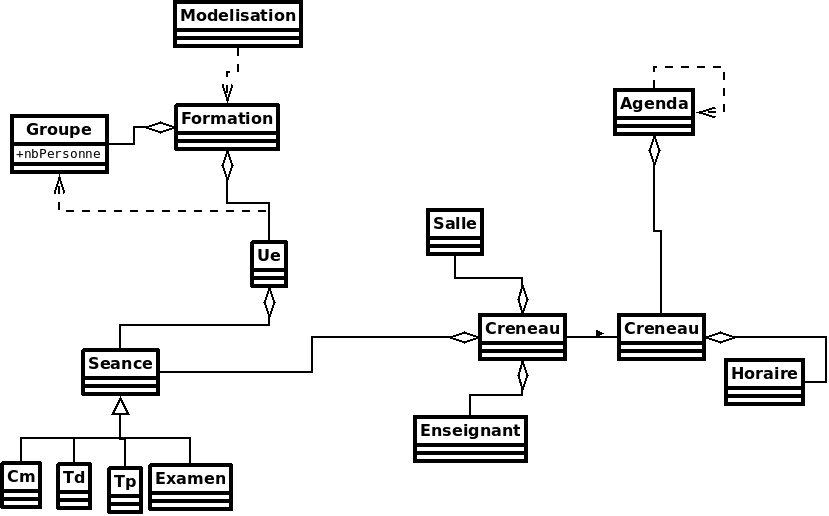 Modelisation
Agenda
Formation
Groupe
+nbPersonne
Salle
Ue
Creneau
Creneau
Seance
Horaire
Enseignant
Cm
Td
Tp
Examen